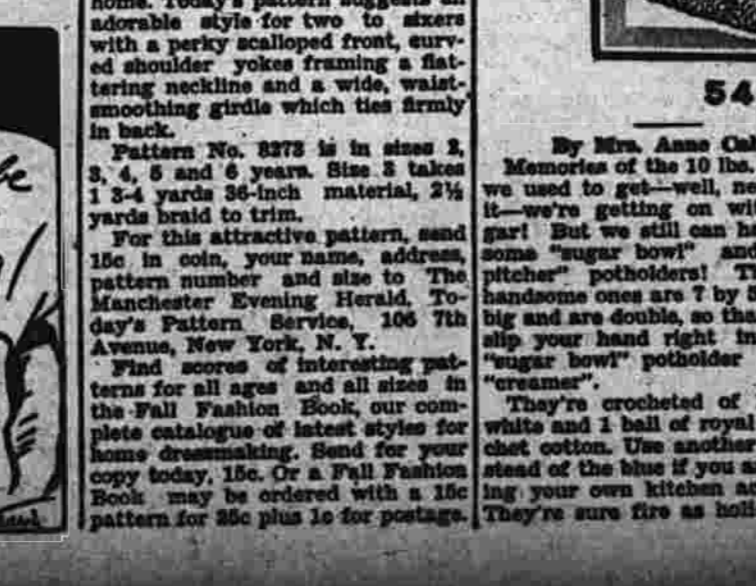 home. Today's pattern suggests an
adorable style for two to sixers
with a perky scalloped front, curv-
ed shoulder yokes framing a flat-
tering neckline and a wide, waist-
smoothing girdle which ties firmly
in back.
Pattern No. 8273 is in sizes 2,
3, 4, 5 and 6 years. Size 3 takes
1 3-4 yards 36-inch material, 2½
yards braid to trim.
For this attractive pattern, send
15c in coin, your name, address,
pattern number and size to The
Manchester Evening Herald, To-
day's Pattern Service, 106 7th
Avenue, New York, N. Y.
Find scores of interesting pat-
terns for all ages and all sizes in
the Fall Fashion Book, our com-
plete catalogue of latest styles for
home dressmaking. Send for your
copy today, 15c. Or a Fall Fashion
Book may be ordered with a 15c
pattern for 25c plus 1c for postage.
54
By Mrs. Anne
Memories of the 10 lbs
we used to get—well,
it—we're getting on
gar! But we still can
some "sugar bowl" and
pitcher" potholders!
handsome ones are 7 by
big and are double, so
slip your hand right in
"sugar bowl" potholder
"creamer".
They're crocheted of
white and 1 ball of royal
chet cotton. Use another
stead of the blue if you
ing your own kitchen
They're sure fire as